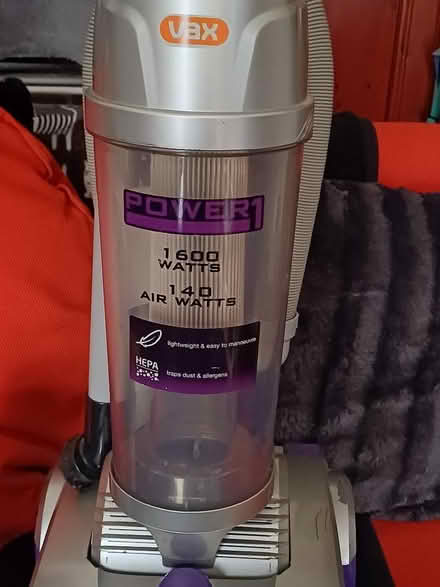 vax
POWER1
1600
WATTS
140
AIR WATTS
lightweight & easy to manoeuvre
HEPA
traps dust & allergens